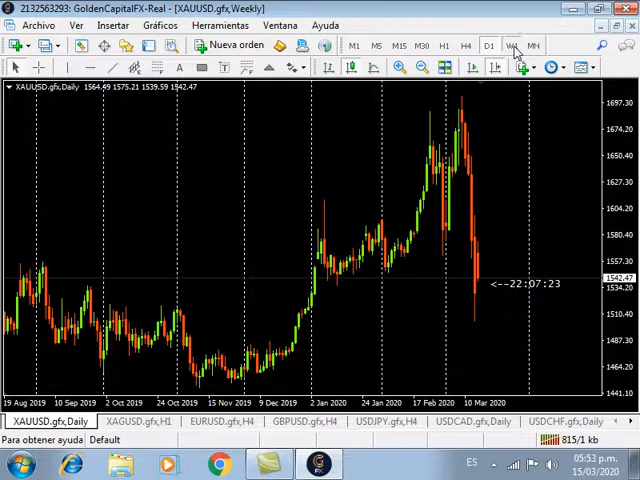 2132563293: GoldenCapitalFX-Real - [XAUUSD.gfx,Weekly]
Archivo Ver Insertar Gráficos Herramientas Ventana Ayuda
Nueva orden M1 M5 M15 M30 H1 H4 D1 W1 MN
A T
XAUUSD.gfx,Daily 1564.49 1575.21 1539.59 1542.47
1697.30
1673.90
1650.50
1627.30
1604.20
1580.50
1557.30
1542.47
1534.20
1510.40
1487.30
1464.20
1441.10
<--22:07:23
19 Aug 2019 10 Sep 2019 2 Oct 2019 24 Oct 2019 15 Nov 2019 9 Dec 2019 2 Jan 2020 24 Jan 2020 17 Feb 2020 10 Mar 2020
XAUUSD.gfx,Daily XAGUSD.gfx,H1 EURUSD.gfx,H4 GBPUSD.gfx,H4 USDJPY.gfx,H4 USDCAD.gfx,Daily USDCHF.gfx,Daily
Para obtener ayuda Default 815/1 kb
ES 05:53 p.m.
15/03/2020